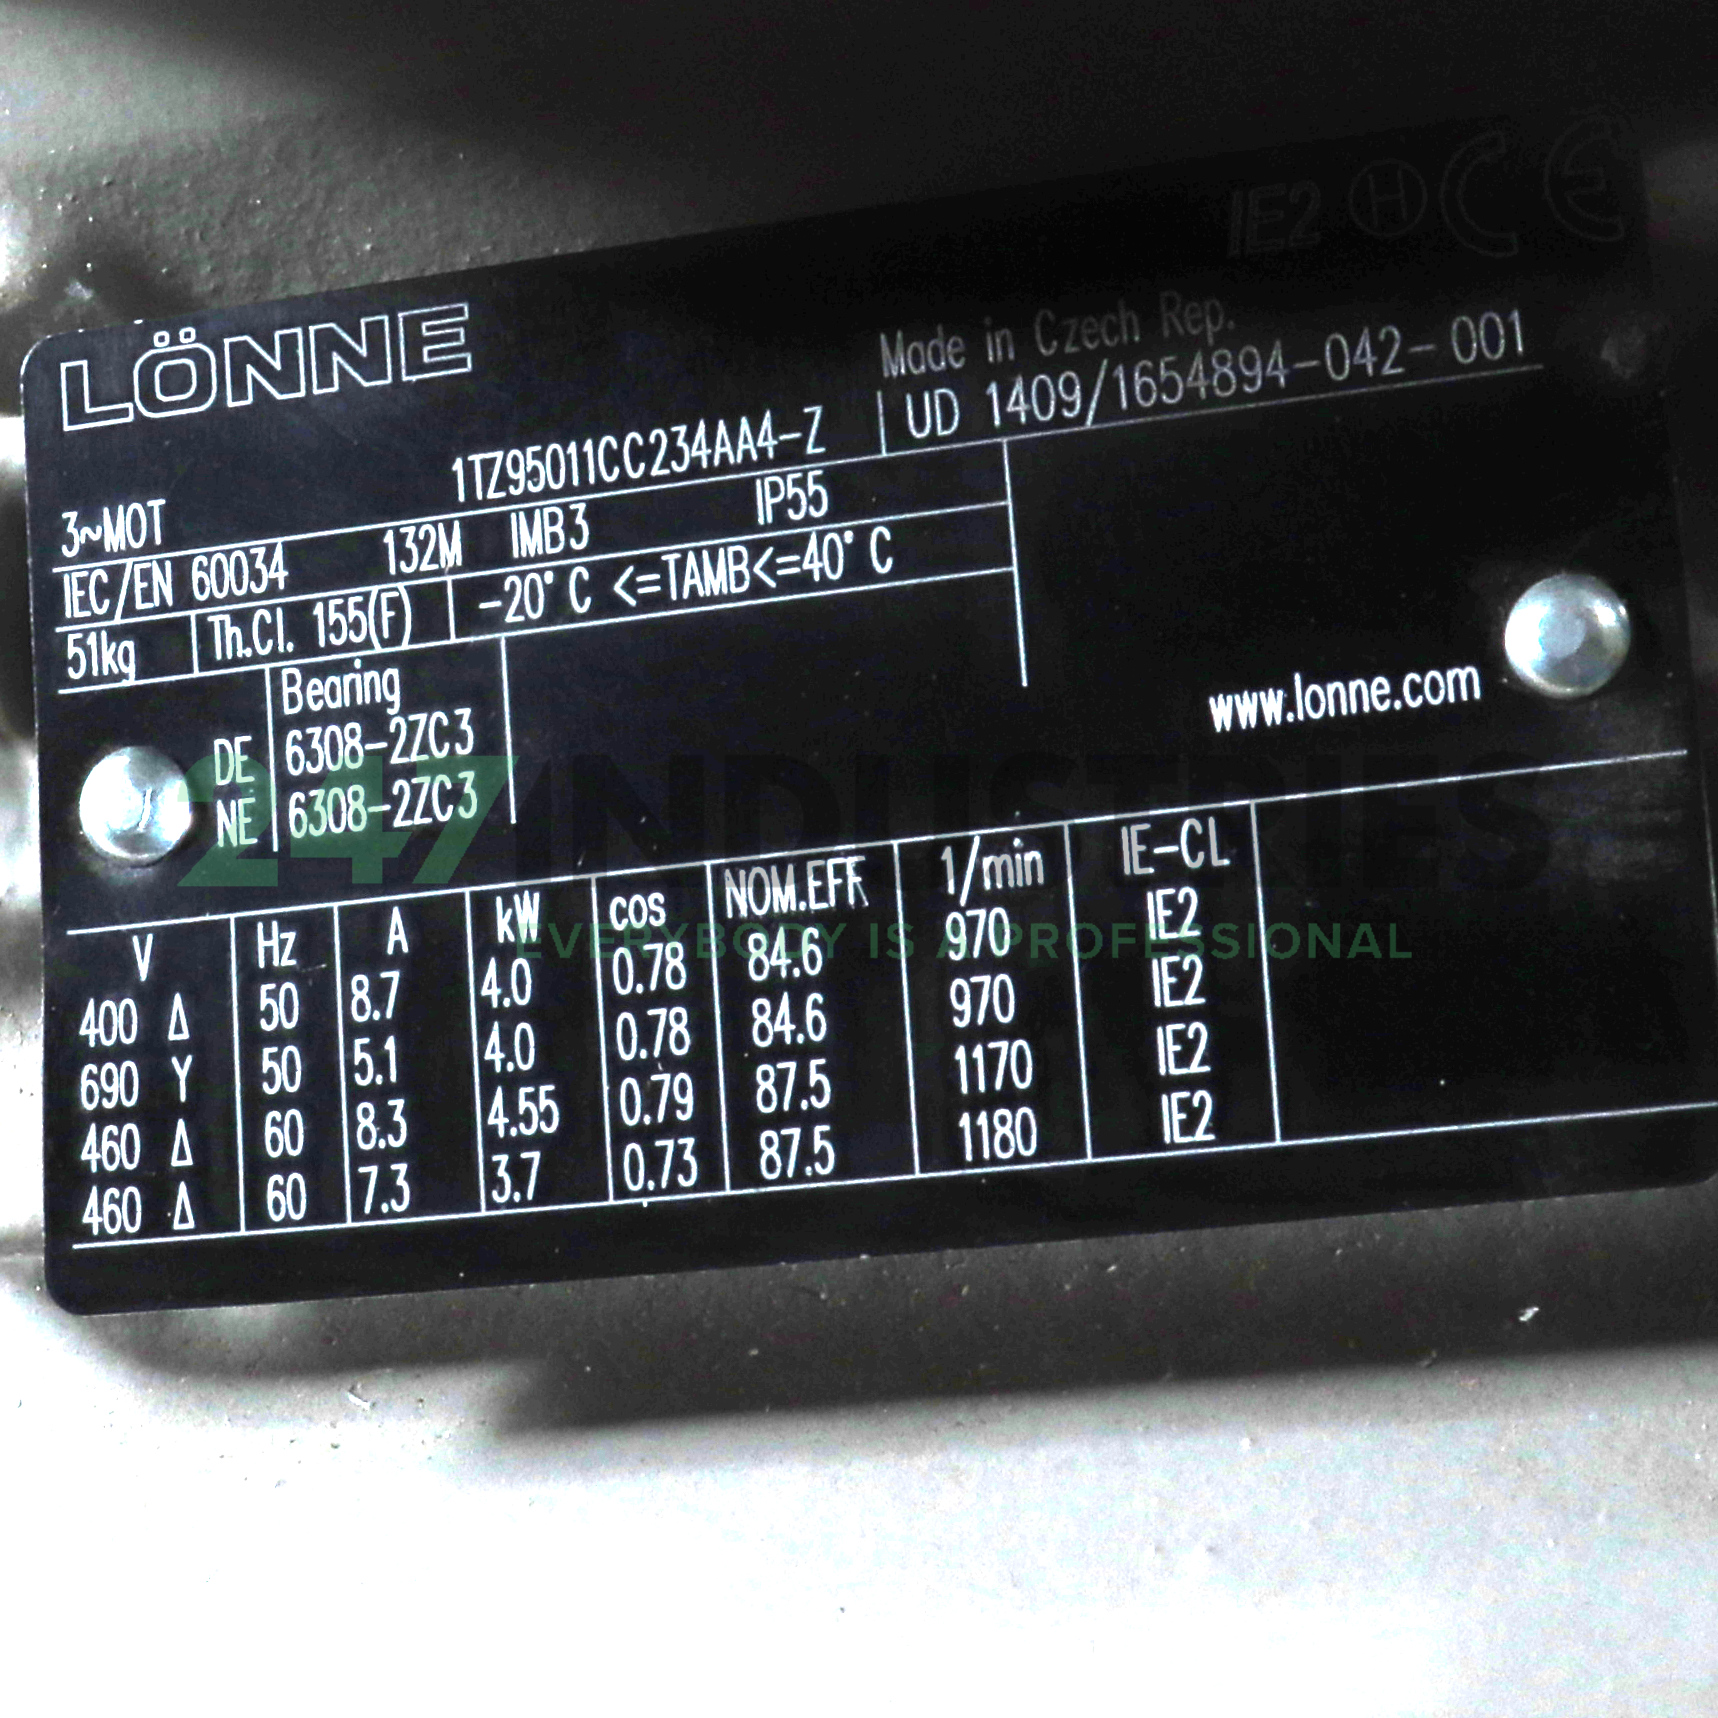 IE2 H CE
LÖNNE
Made in Czech Rep.
3~MOT 1TZ95011CC234AA4-Z UD 1409/1654894-042-001
IEC/EN 60034 132M IMB3 IP55
51kg Th.Cl. 155(F) -20°C <=TAMB<=40°C
Bearing
DE 6308-2ZC3
NE 6308-2ZC3
www.lonne.com
247INDUSTRIES
EVERYBODY IS A PROFESSIONAL
V Hz A kW cos NOM.EFF 1/min IE-CL
400 Δ 50 8.7 4.0 0.78 84.6 970 IE2
690 Y 50 5.1 4.0 0.78 84.6 970 IE2
460 Δ 60 8.3 4.55 0.79 87.5 1170 IE2
460 Δ 60 7.3 3.7 0.73 87.5 1180 IE2